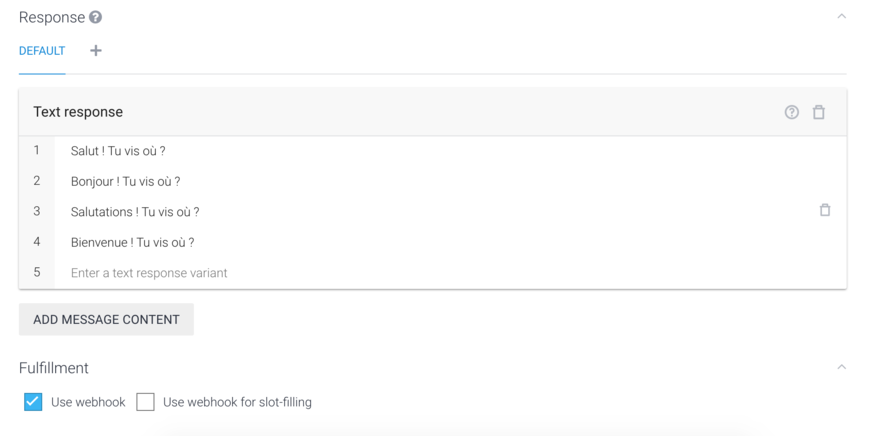 Response
DEFAULT +
Text response
1 Salut ! Tu vis où ?
2 Bonjour ! Tu vis où ?
3 Salutations ! Tu vis où ?
4 Bienvenue ! Tu vis où ?
5 Enter a text response variant
ADD MESSAGE CONTENT
Fulfillment
Use webhook Use webhook for slot-filling